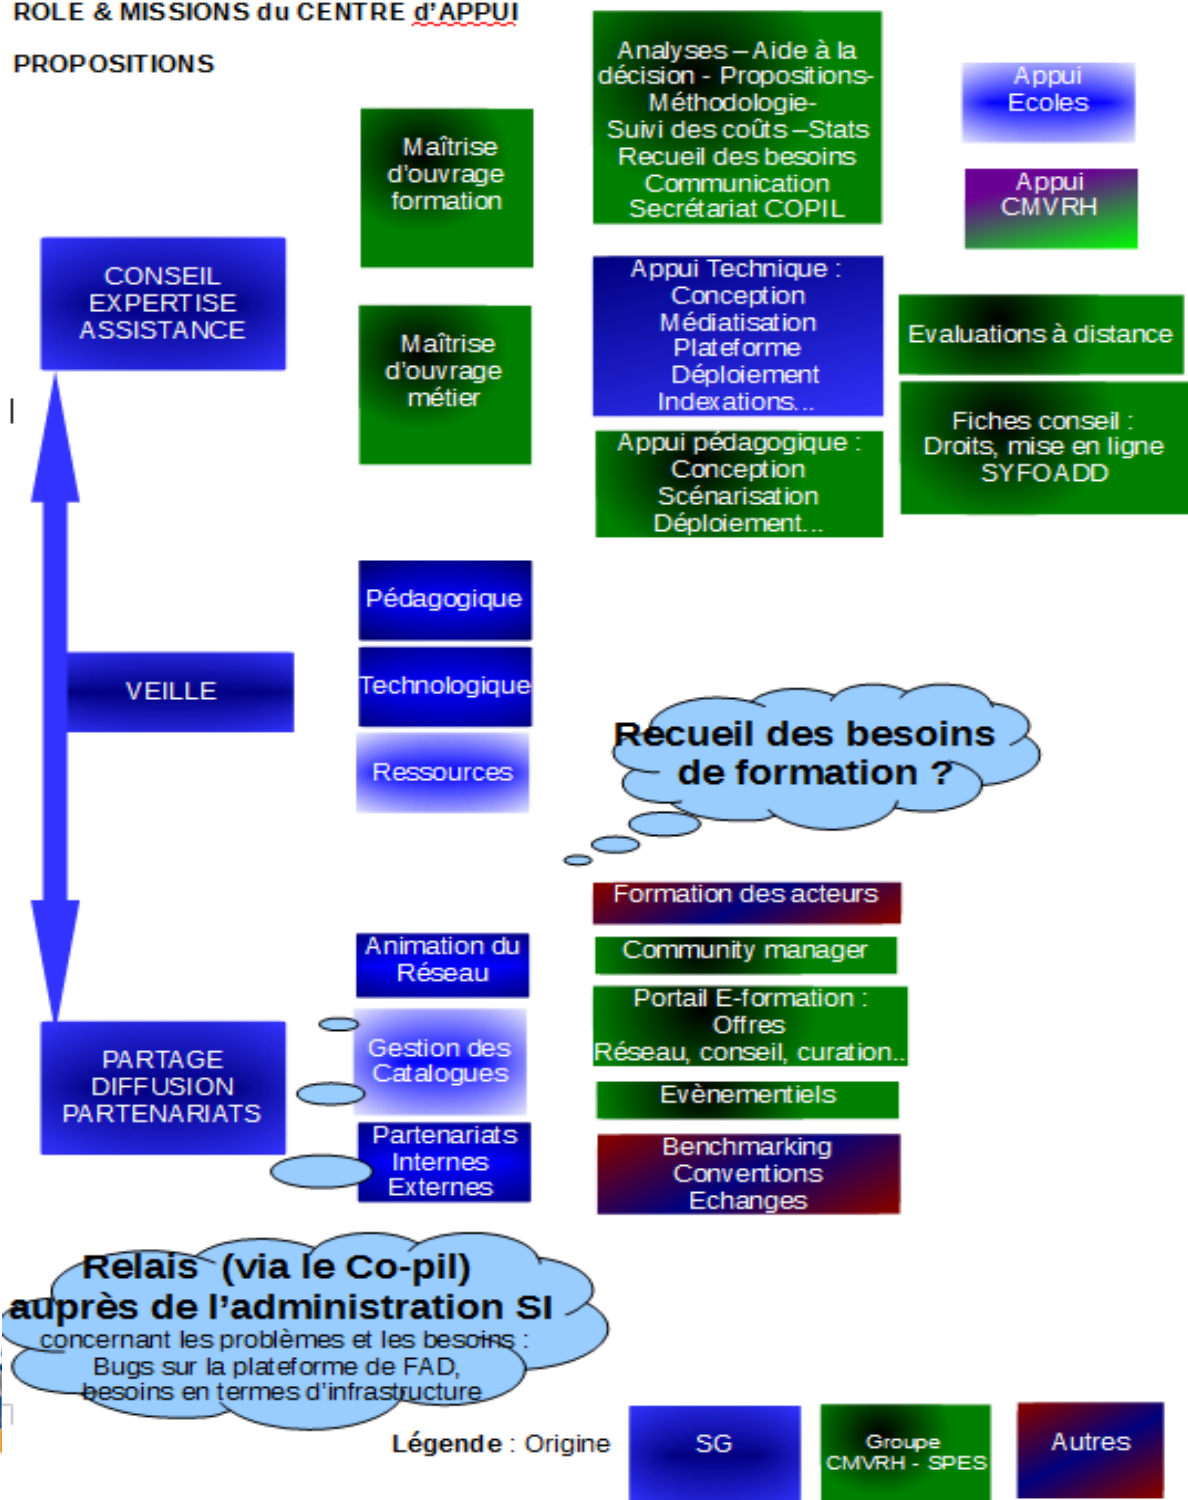 ROLE & MISSIONS du CENTRE d'APPUI
PROPOSITIONS
CONSEIL
EXPERTISE
ASSISTANCE
Maîtrise
d'ouvrage
formation
Maîtrise
d'ouvrage
métier
Analyses – Aide à la
décision - Propositions-
Méthodologie-
Suivi des coûts –Stats
Recueil des besoins
Communication
Secrétariat COPIL
Appui
Ecoles
Appui
CMVRH
Appui Technique :
Conception
Médiatisation
Plateforme
Déploiement
Indexations...
Evaluations à distance
Fiches conseil :
Droits, mise en ligne
SYFOADD
Appui pédagogique :
Conception
Scénarisation
Déploiement...
VEILLE
Pédagogique
Technologique
Ressources
Recueil des besoins
de formation ?
PARTAGE
DIFFUSION
PARTENARIATS
Animation du
Réseau
Gestion des
Catalogues
Partenariats
Internes
Externes
Formation des acteurs
Community manager
Portail E-formation :
Offres
Réseau, conseil, curation..
Evènementiels
Benchmarking
Conventions
Echanges
Relais (via le Co-pil)
auprès de l'administration SI
concernant les problèmes et les besoins :
Bugs sur la plateforme de FAD,
besoins en termes d'infrastructure
Légende : Origine
SG
Groupe
CMVRH - SPES
Autres